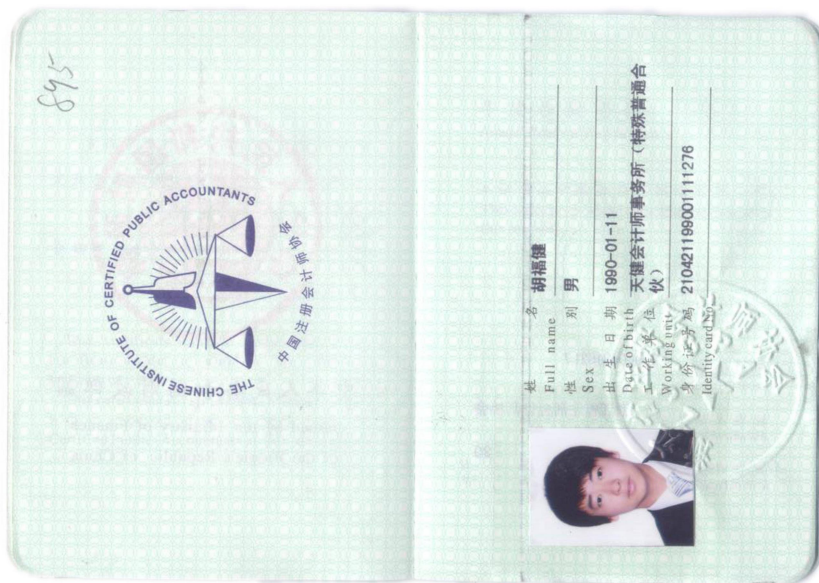 895
THE CHINESE INSTITUTE OF CERTIFIED PUBLIC ACCOUNTANTS
中国注册会计师协会
姓 名 胡福健
Full name
性 别 男
Sex
出 生 日 期 1990-01-11
Date of birth
工 作 单 位 天健会计师事务所（特殊普通合
Working unit 伙）
身份证号码 210421199001111276
Identity card No.